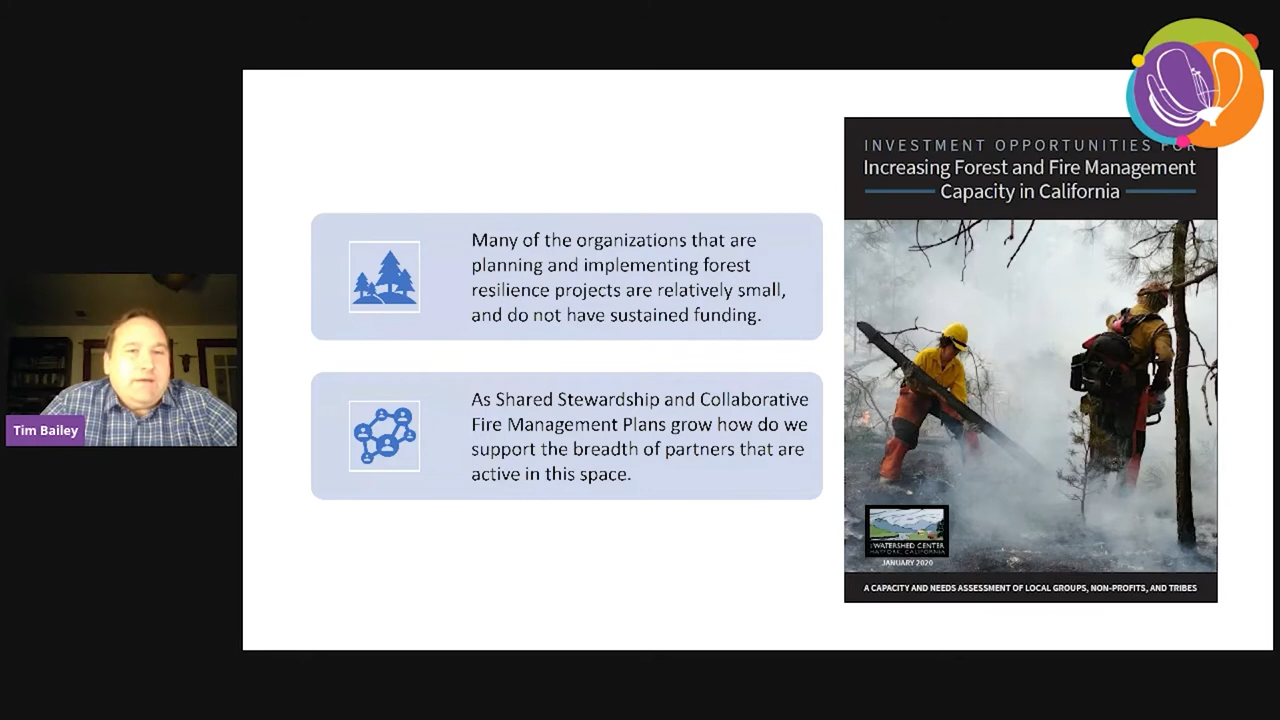 INVESTMENT OPPORTUNITIES FOR
Increasing Forest and Fire Management
Capacity in California
Many of the organizations that are
planning and implementing forest
resilience projects are relatively small,
and do not have sustained funding.
As Shared Stewardship and Collaborative
Fire Management Plans grow how do we
support the breadth of partners that are
active in this space.
Tim Bailey
THE WATERSHED CENTER
HAYFORK, CALIFORNIA
JANUARY 2020
A CAPACITY AND NEEDS ASSESSMENT OF LOCAL GROUPS, NON-PROFITS, AND TRIBES